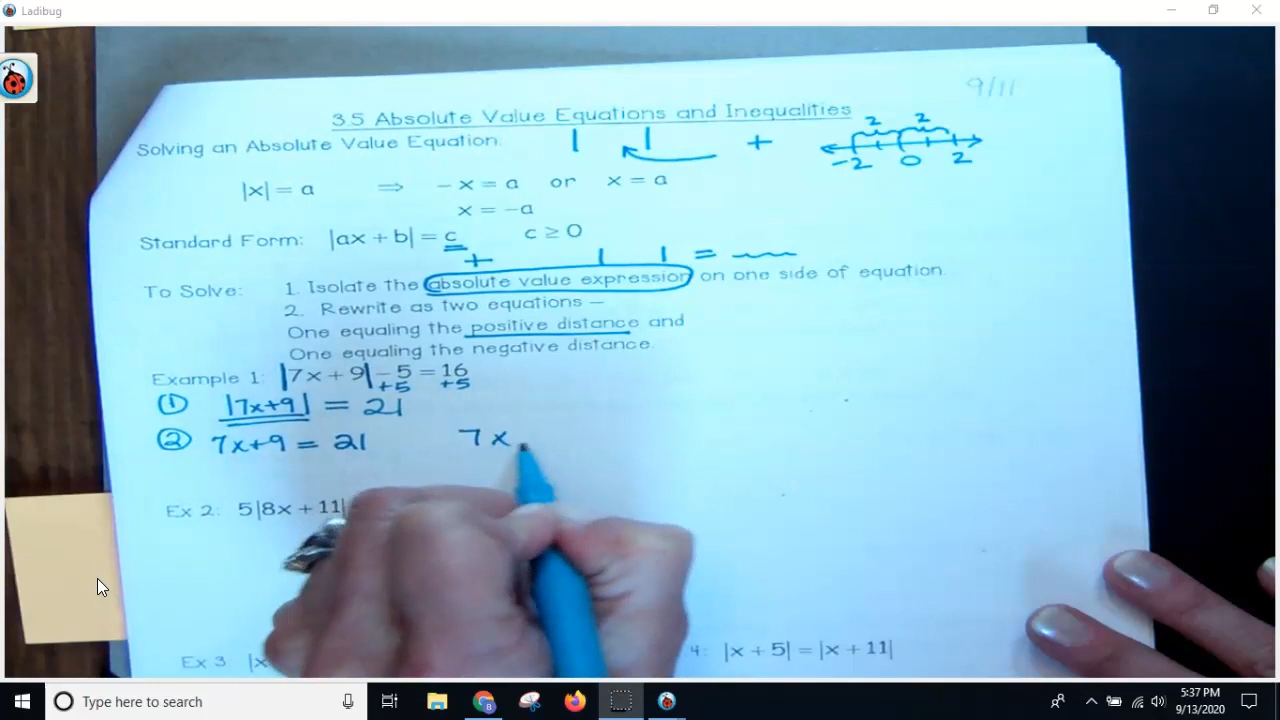 Ladibug
9/11
3.5 Absolute Value Equations and Inequalities
Solving an Absolute Value Equation:
| | +
2 2
-2 0 2
|x| = a ⟹ -x = a or x = a
x = -a
Standard Form: |ax + b| = c c ≥ 0
+ | | =
To Solve: 1. Isolate the absolute value expression on one side of equation.
2. Rewrite as two equations –
One equaling the positive distance and
One equaling the negative distance.
Example 1: |7x + 9| - 5 = 16
+5 +5
① |7x+9| = 21
② 7x+9 = 21 7x
Ex 2: 5|8x + 11|
Ex 3 |x
4: |x + 5| = |x + 11|
Type here to search
5:37 PM
9/13/2020